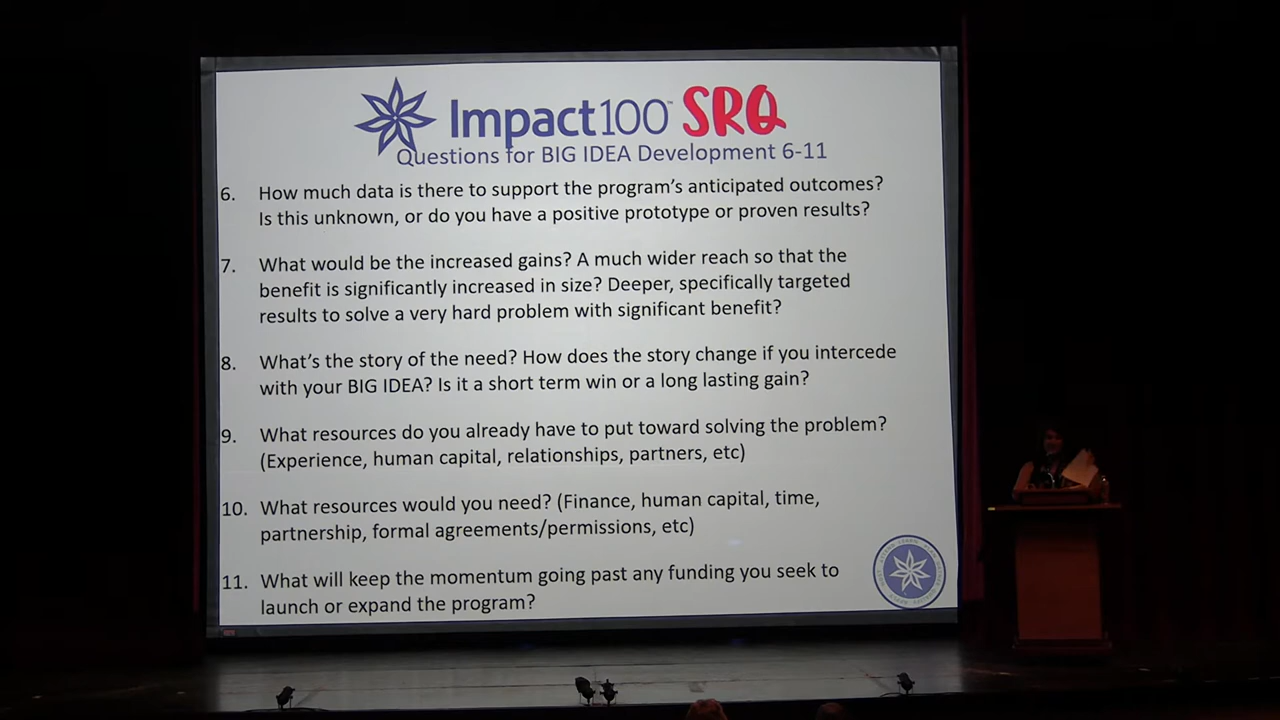 Impact100™ SRQ
Questions for BIG IDEA Development 6-11
6. How much data is there to support the program's anticipated outcomes?
Is this unknown, or do you have a positive prototype or proven results?
7. What would be the increased gains? A much wider reach so that the
benefit is significantly increased in size? Deeper, specifically targeted
results to solve a very hard problem with significant benefit?
8. What's the story of the need? How does the story change if you intercede
with your BIG IDEA? Is it a short term win or a long lasting gain?
9. What resources do you already have to put toward solving the problem?
(Experience, human capital, relationships, partners, etc)
10. What resources would you need? (Finance, human capital, time,
partnership, formal agreements/permissions, etc)
11. What will keep the momentum going past any funding you seek to
launch or expand the program?